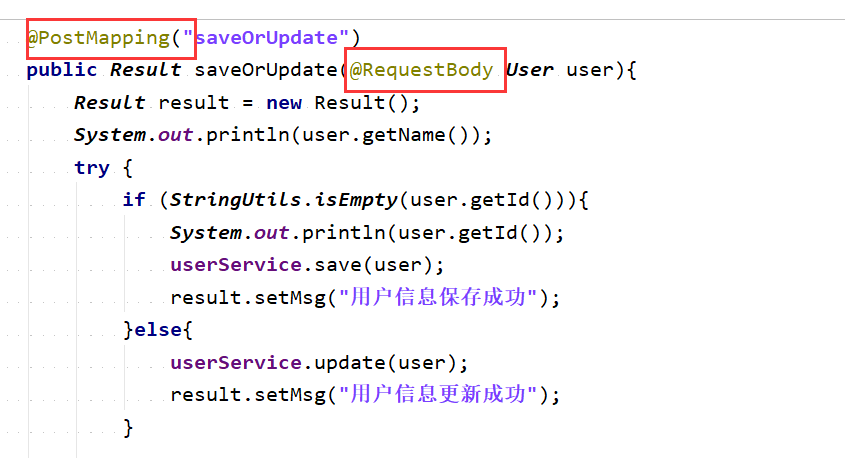 @PostMapping("saveOrUpdate")
public Result saveOrUpdate(@RequestBody User user){
Result result = new Result();
System.out.println(user.getName());
try {
if (StringUtils.isEmpty(user.getId())){
System.out.println(user.getId());
userService.save(user);
result.setMsg("用户信息保存成功");
}else{
userService.update(user);
result.setMsg("用户信息更新成功");
}